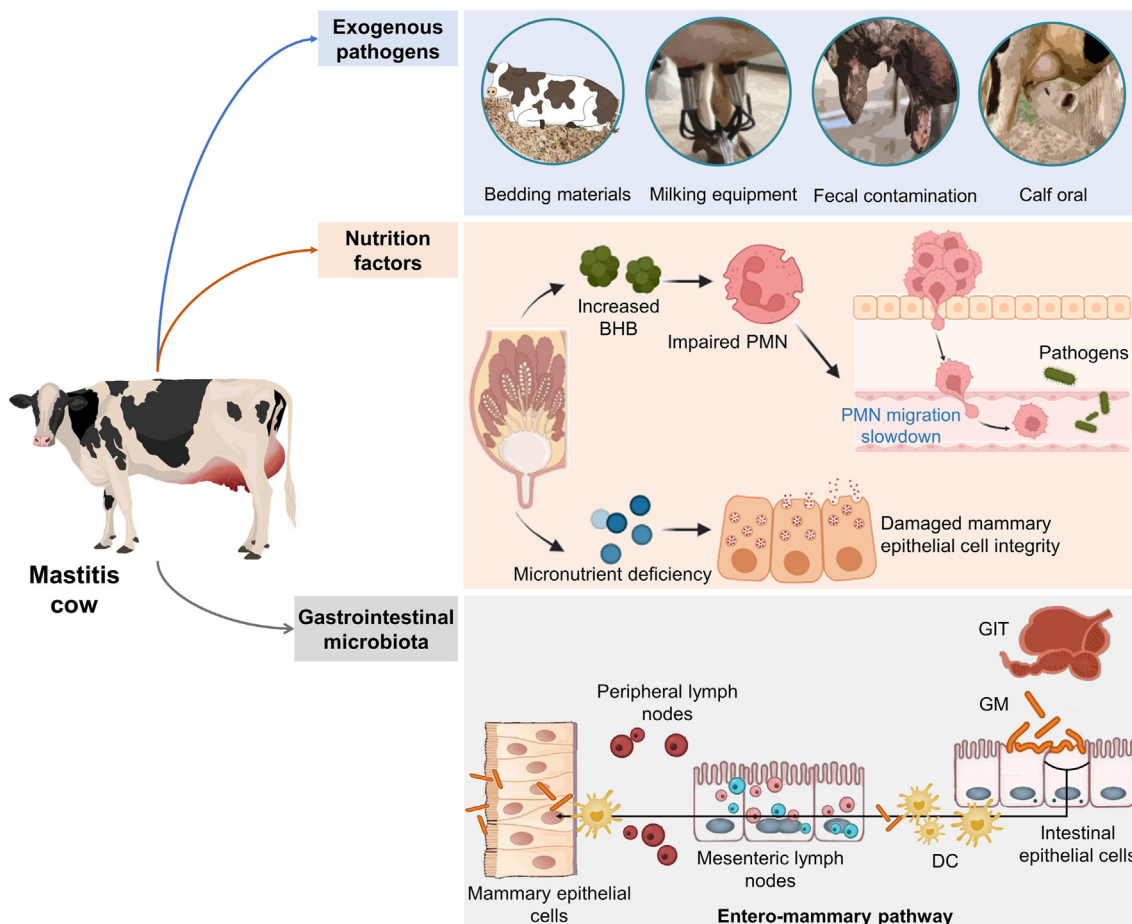 Exogenous
pathogens
Bedding materials
Milking equipment
Fecal contamination
Calf oral
Nutrition
factors
Increased
BHB
Impaired PMN
Pathogens
PMN migration
slowdown
Micronutrient deficiency
Damaged mammary
epithelial cell integrity
Mastitis
cow
Gastrointestinal
microbiota
GIT
GM
Peripheral lymph
nodes
Mesenteric lymph
nodes
DC
Intestinal
epithelial cells
Mammary epithelial
cells
Entero-mammary pathway